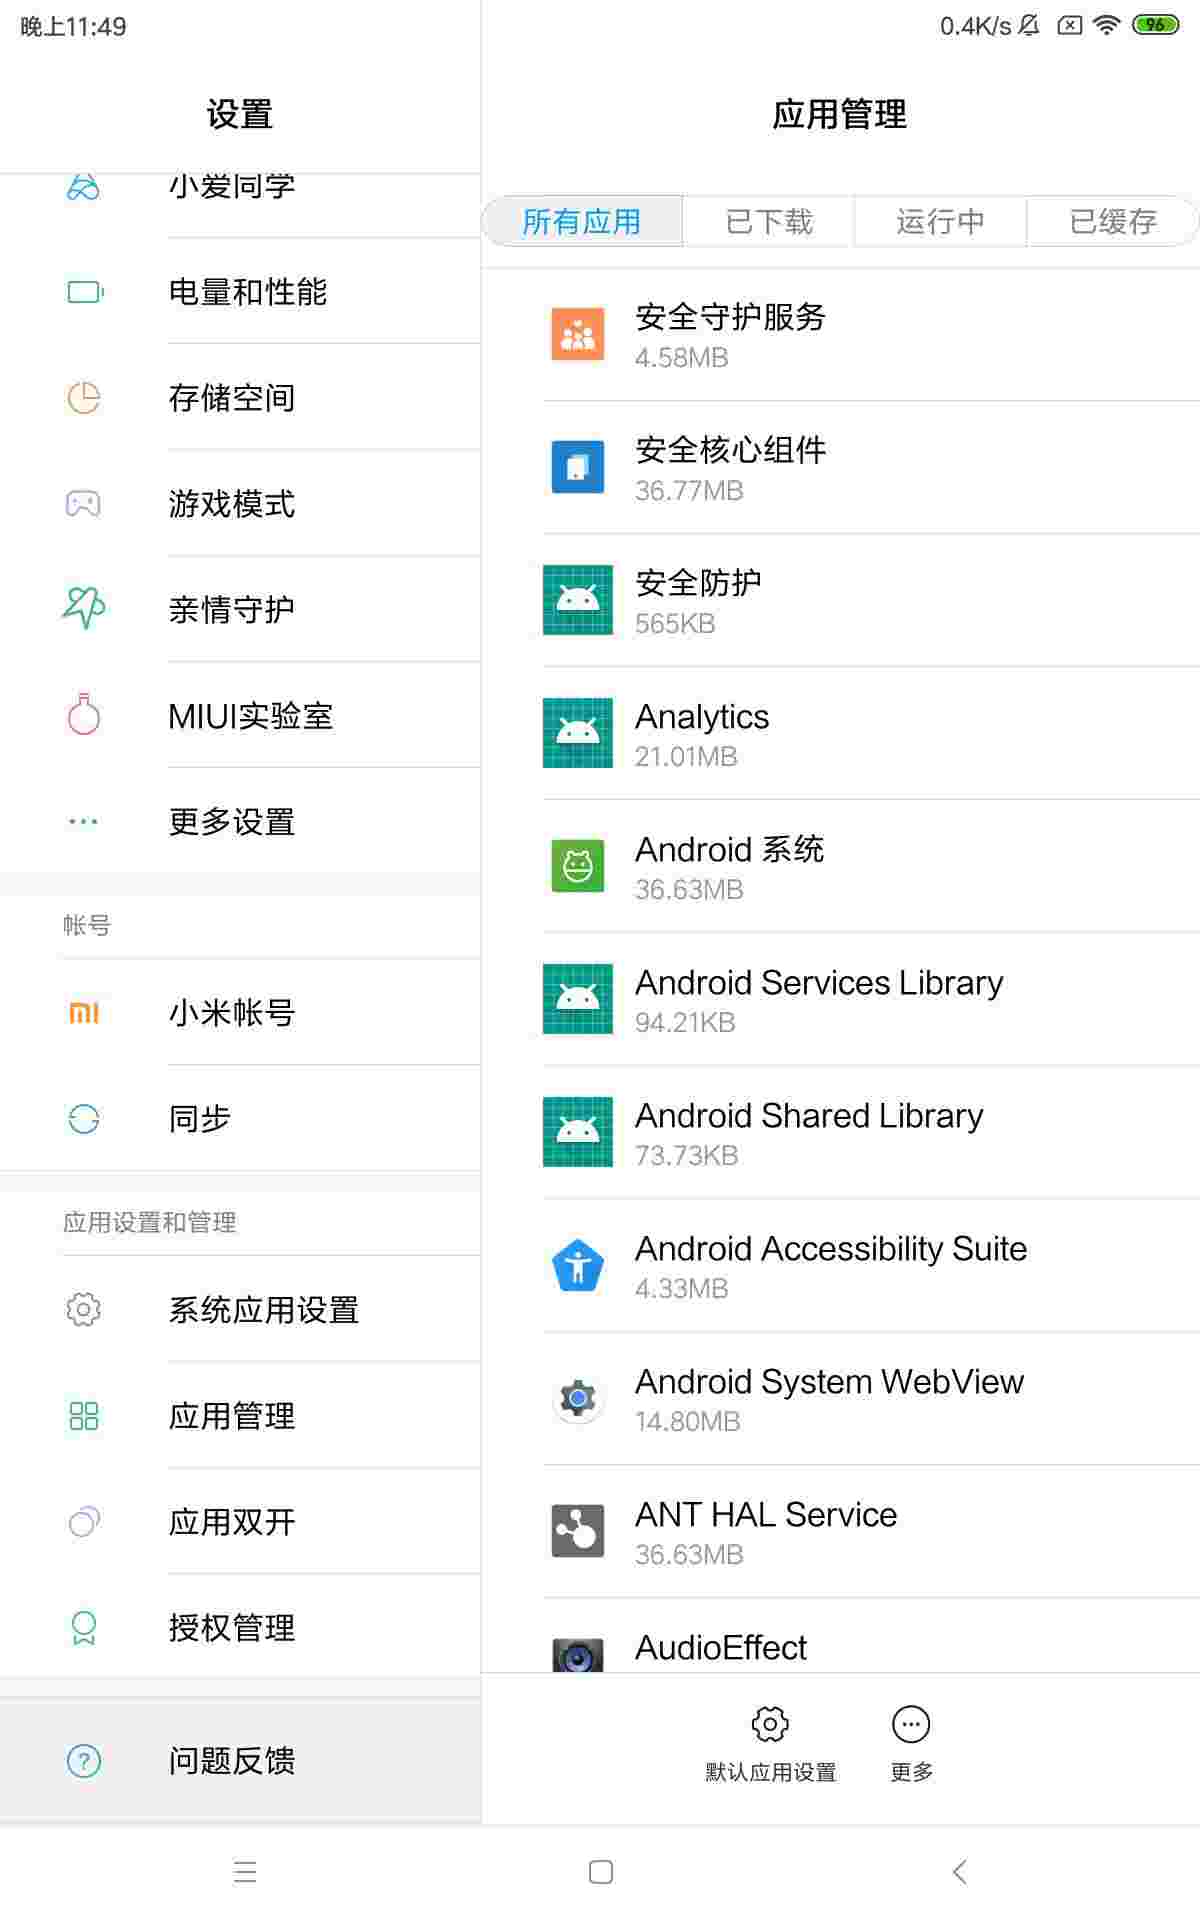 晚上11:49
0.4K/s
96
设置
小爱同学
电量和性能
存储空间
游戏模式
亲情守护
MIUI实验室
更多设置
帐号
小米帐号
同步
应用设置和管理
系统应用设置
应用管理
应用双开
授权管理
问题反馈
应用管理
所有应用
已下载
运行中
已缓存
安全守护服务
4.58MB
安全核心组件
36.77MB
安全防护
565KB
Analytics
21.01MB
Android 系统
36.63MB
Android Services Library
94.21KB
Android Shared Library
73.73KB
Android Accessibility Suite
4.33MB
Android System WebView
14.80MB
ANT HAL Service
36.63MB
AudioEffect
默认应用设置
更多